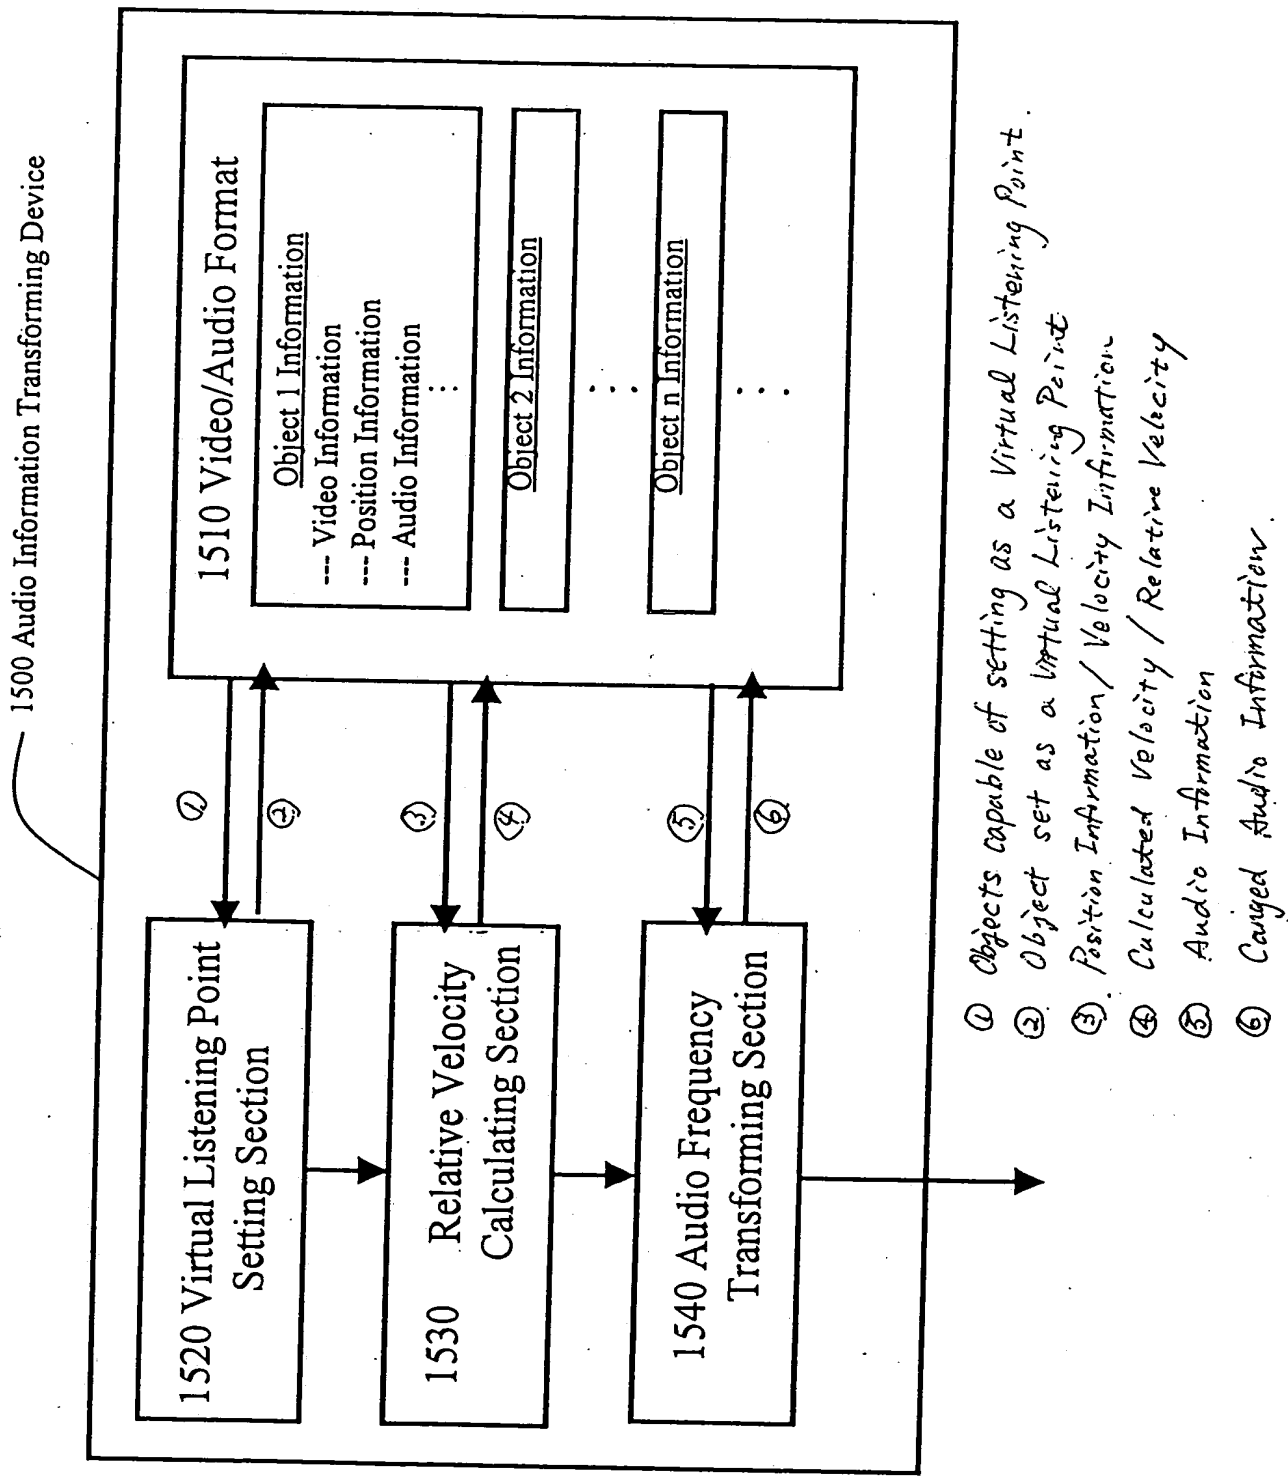 1500 Audio Information Transforming Device
1510 Video/Audio Format
Object 1 Information
--- Video Information
--- Position Information
--- Audio Information
...
Object 2 Information
...
Object n Information
...
①
②
③
④
⑤
⑥
1520 Virtual Listening Point
Setting Section
1530 Relative Velocity
Calculating Section
1540 Audio Frequency
Transforming Section
① Objects capable of setting as a Virtual Listening Point.
② Object set as a Virtual Listening Point
③ Position Information / Velocity Information
④ Culculated Velocity / Relative Velocity
⑤ Audio Information
⑥ Canged Audio Information.